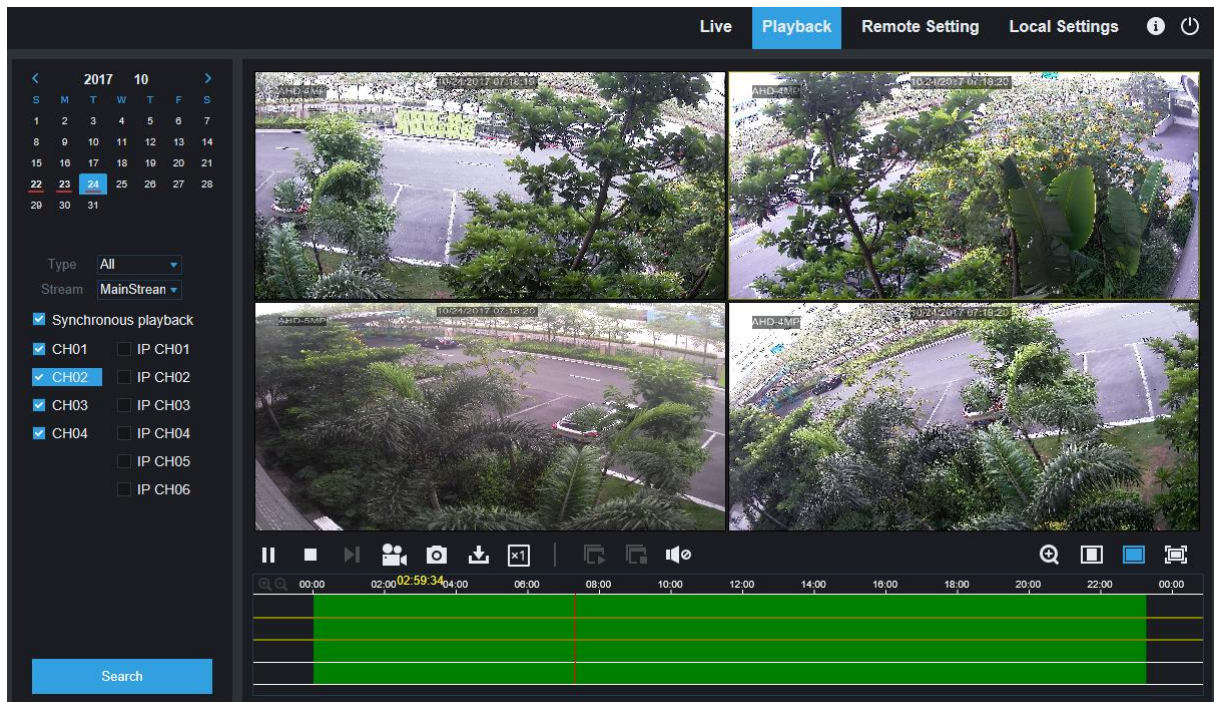 Live Playback Remote Setting Local Settings
2017 10
S M T W T F S
1 2 3 4 5 6 7
8 9 10 11 12 13 14
15 16 17 18 19 20 21
22 23 24 25 26 27 28
29 30 31
Type All
Stream MainStrean
Synchronous playback
CH01 IP CH01
CH02 IP CH02
CH03 IP CH03
CH04 IP CH04
IP CH05
IP CH06
Search
AHD-4MP 10/24/2017 07:18:19
AHD-4MP 10/24/2017 07:18:20
AHD-5MP 10/24/2017 07:18:20
AHD-4MP 10/24/2017 07:18:20
×1
00:00 02:00 02:59:34 04:00 06:00 08:00 10:00 12:00 14:00 16:00 18:00 20:00 22:00 00:00